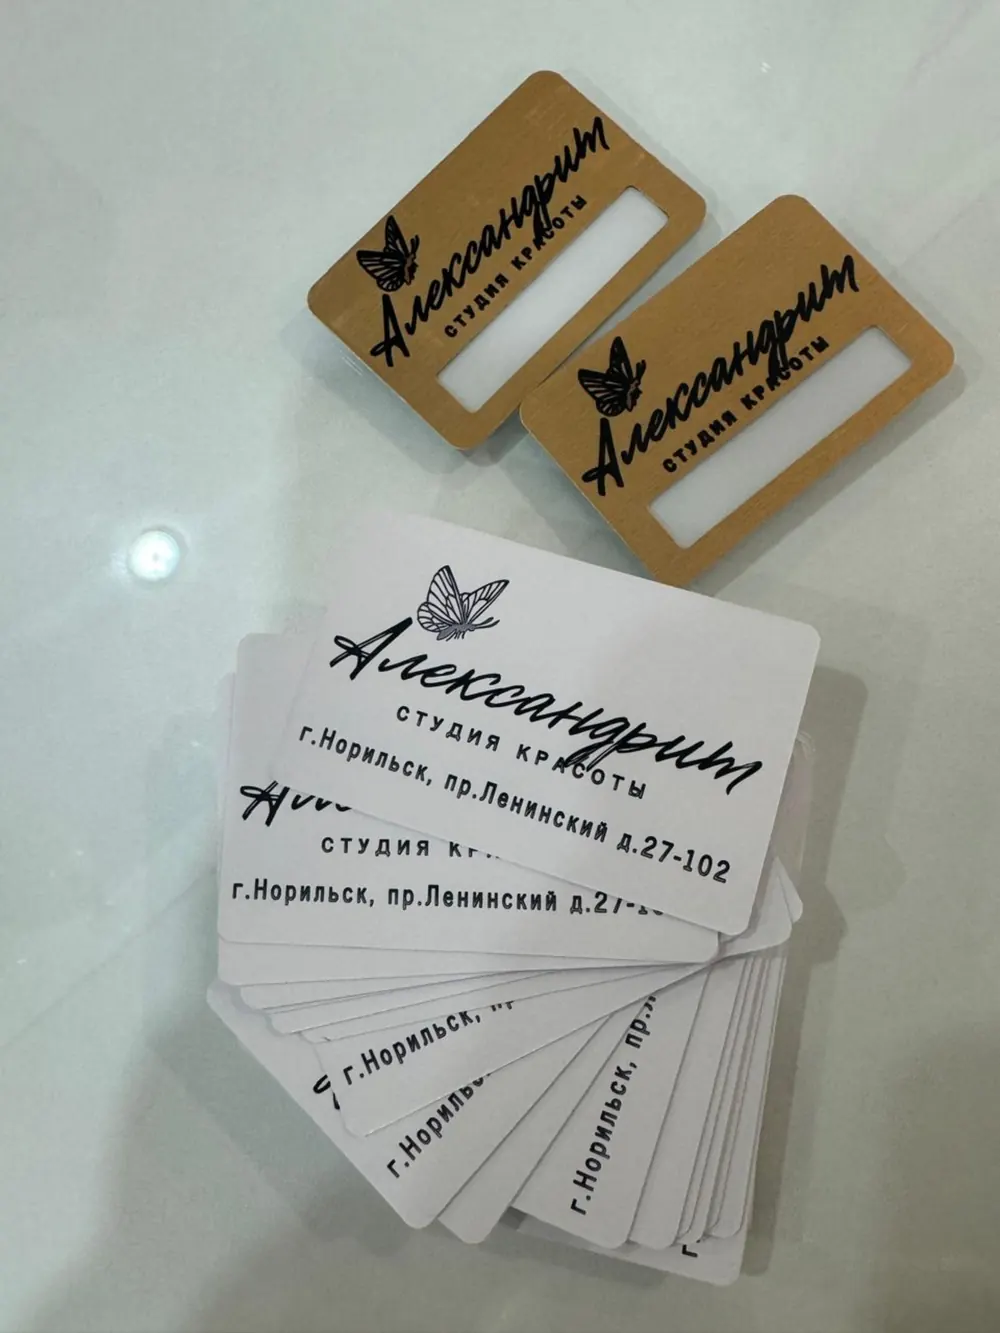 Александрит
СТУДИЯ КРАСОТЫ
Александрит
СТУДИЯ КРАСОТЫ
Александрит
СТУДИЯ КРАСОТЫ
г.Норильск, пр.Ленинский д.27-102
СТУДИЯ
г.Норильск, пр.Ленинский
г.Норильск,
г.Норильск, пр.